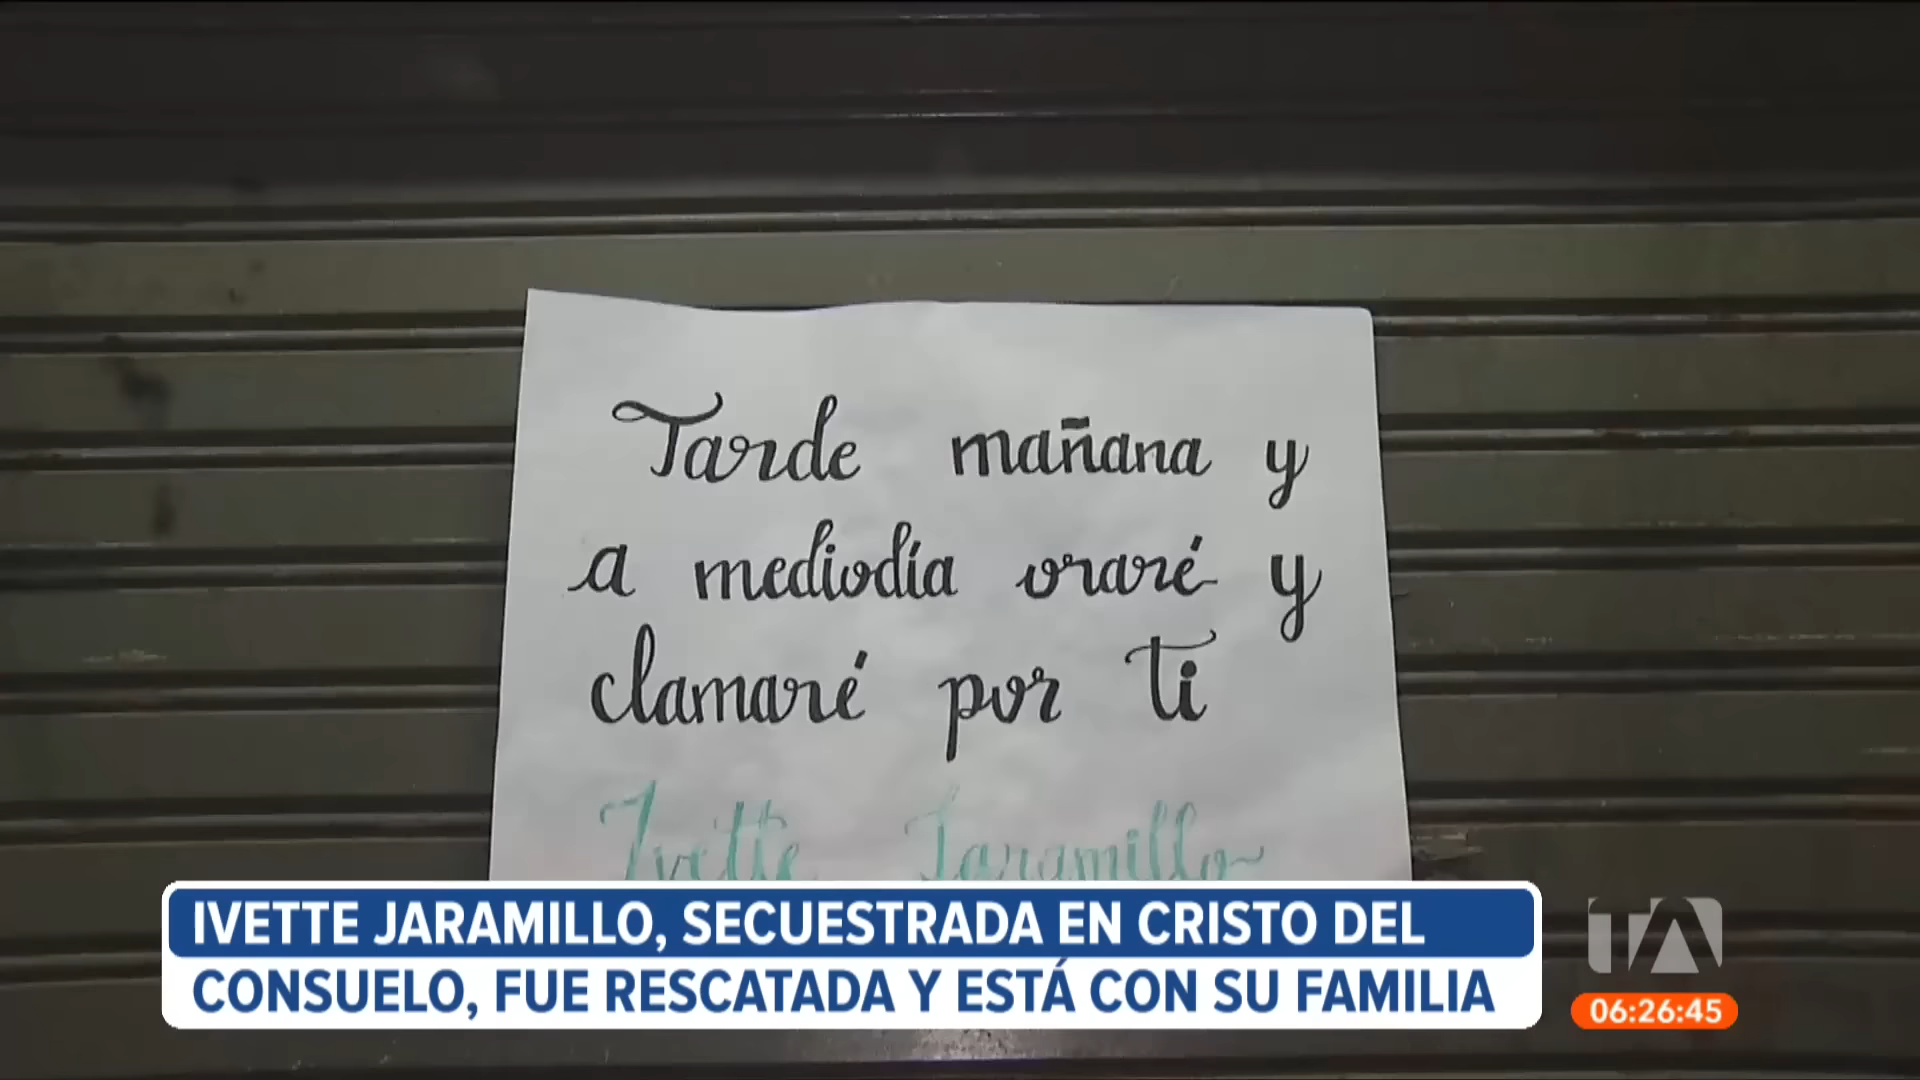 Tarde mañana y
a mediodía oraré y
clamaré por ti
Ivette Jaramillo
IVETTE JARAMILLO, SECUESTRADA EN CRISTO DEL
CONSUELO, FUE RESCATADA Y ESTÁ CON SU FAMILIA
TA
06:26:45